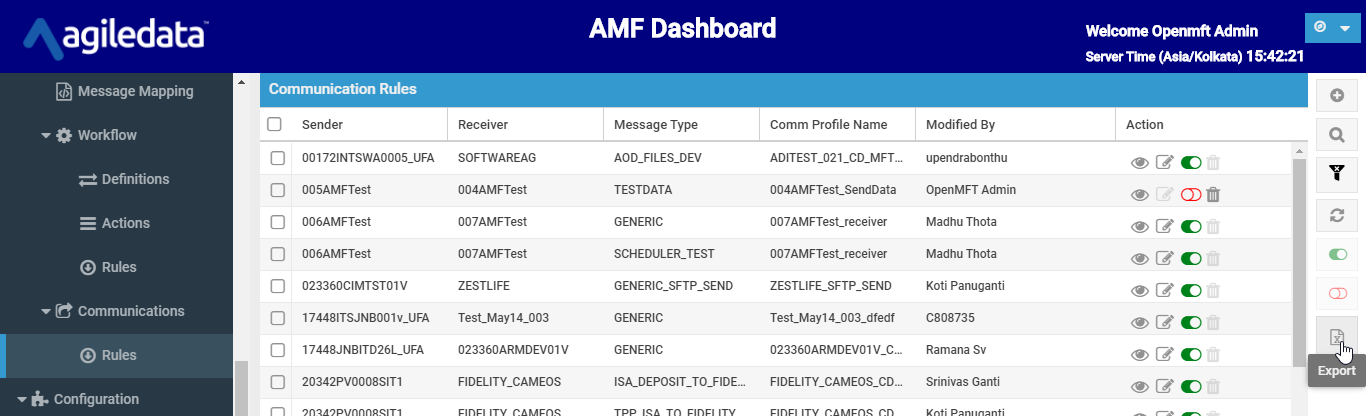 agiledata™
AMF Dashboard
Welcome Openmft Admin
Server Time (Asia/Kolkata) 15:42:21
Message Mapping
Workflow
Definitions
Actions
Rules
Communications
Rules
Configuration
Communication Rules
Sender Receiver Message Type Comm Profile Name Modified By Action
00172INTSWA0005_UFA SOFTWAREAG AOD_FILES_DEV ADITEST_021_CD_MFT... upendrabonthu
005AMFTest 004AMFTest TESTDATA 004AMFTest_SendData OpenMFT Admin
006AMFTest 007AMFTest GENERIC 007AMFTest_receiver Madhu Thota
006AMFTest 007AMFTest SCHEDULER_TEST 007AMFTest_receiver Madhu Thota
023360CIMTST01V ZESTLIFE GENERIC_SFTP_SEND ZESTLIFE_SFTP_SEND Koti Panuganti
17448ITSJNB001v_UFA Test_May14_003 GENERIC Test_May14_003_dfedf C808735
17448JNBITD26L_UFA 023360ARMDEV01V GENERIC 023360ARMDEV01V_C... Ramana Sv
20342PV0008SIT1 FIDELITY_CAMEOS ISA_DEPOSIT_TO_FIDE... FIDELITY_CAMEOS_CD... Srinivas Ganti
20342PV0008SIT1 FIDELITY_CAMEOS TPP_ISA_TO_FIDELITY FIDELITY_CAMEOS_CD Koti Panuganti
Export